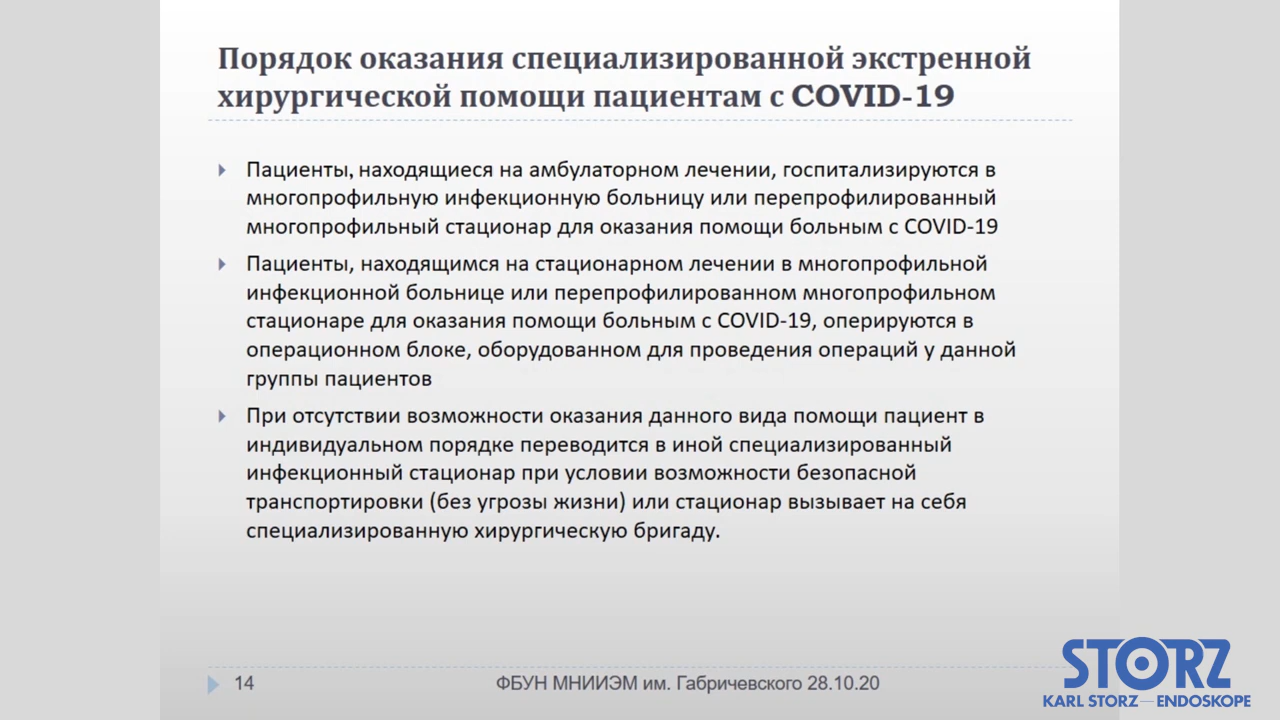 Порядок оказания специализированной экстренной
хирургической помощи пациентам с COVID-19
Пациенты, находящиеся на амбулаторном лечении, госпитализируются в
многопрофильную инфекционную больницу или перепрофилированный
многопрофильный стационар для оказания помощи больным с COVID-19
Пациенты, находящимся на стационарном лечении в многопрофильной
инфекционной больнице или перепрофилированном многопрофильном
стационаре для оказания помощи больным с COVID-19, оперируются в
операционном блоке, оборудованном для проведения операций у данной
группы пациентов
При отсутствии возможности оказания данного вида помощи пациент в
индивидуальном порядке переводится в иной специализированный
инфекционный стационар при условии возможности безопасной
транспортировки (без угрозы жизни) или стационар вызывает на себя
специализированную хирургическую бригаду.
14
ФБУН МНИИЭМ им. Габричевского 28.10.20
STORZ
KARL STORZ—ENDOSKOPE